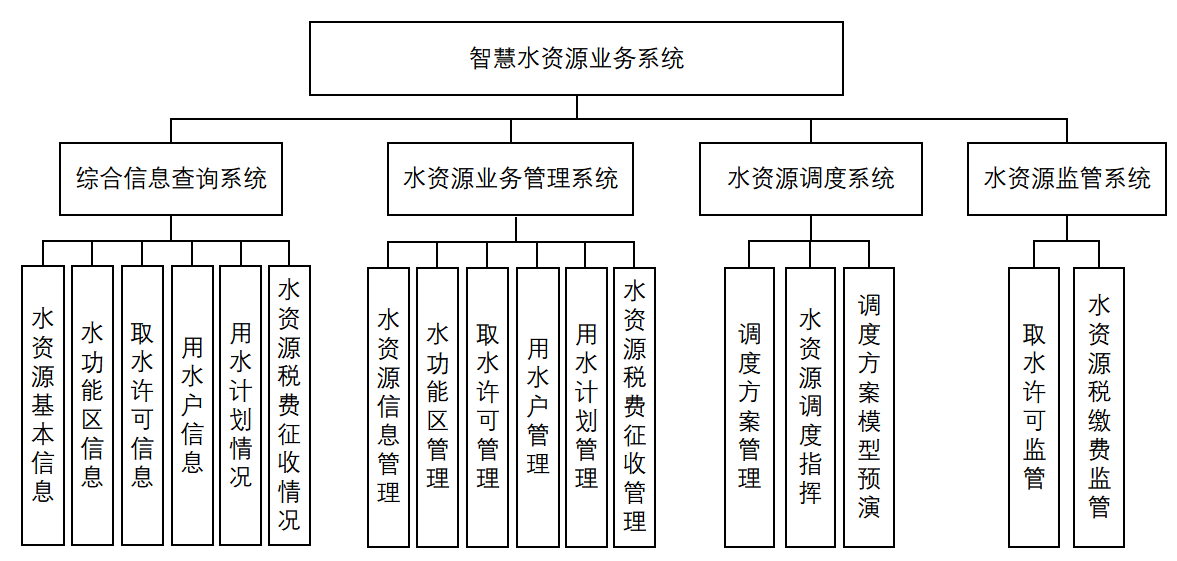 智慧水资源业务系统
综合信息查询系统
水资源业务管理系统
水资源调度系统
水资源监管系统
水资源基本信息
水功能区信息
取水许可信息
用水户信息
用水计划情况
水资源税费征收情况
水资源信息管理
水功能区管理
取水许可管理
用水户管理
用水计划管理
水资源税费征收管理
调度方案管理
水资源调度指挥
调度方案模型预演
取水许可监管
水资源税缴费监管